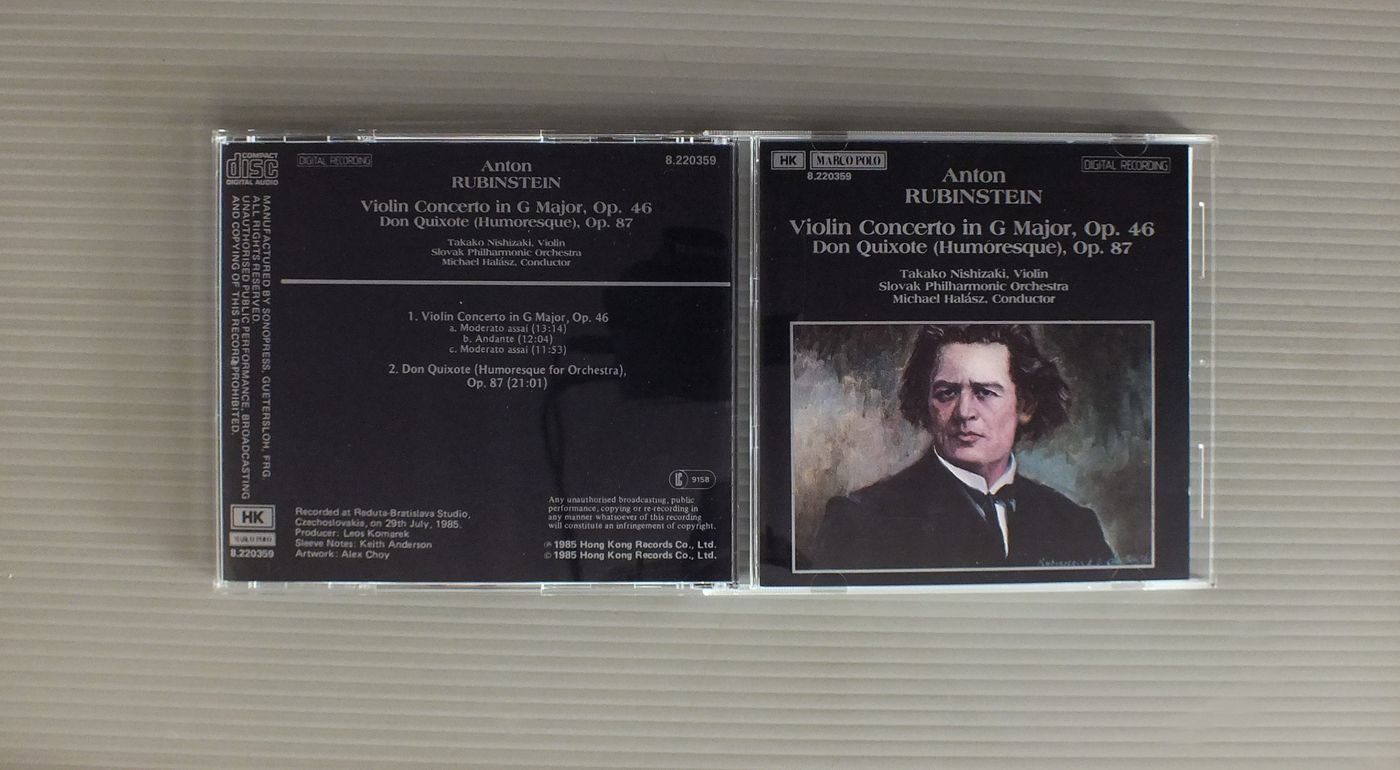 COMPACT
disc
DIGITAL AUDIO
DIGITAL RECORDING
8.220359
Anton
RUBINSTEIN
Violin Concerto in G Major, Op. 46
Don Quixote (Humoresque), Op. 87
Takako Nishizaki, Violin
Slovak Philharmonic Orchestra
Michael Halász, Conductor
1. Violin Concerto in G Major, Op. 46
a. Moderato assai (13:14)
b. Andante (12:04)
c. Moderato assai (11:53)
2. Don Quixote (Humoresque for Orchestra),
Op. 87 (21:01)
MANUFACTURED BY SONOPRESS, GUETERSLOH, FRG.
ALL RIGHTS RESERVED.
UNAUTHORISED PUBLIC PERFORMANCE, BROADCASTING
AND COPYING OF THIS RECORD PROHIBITED.
HK
MARCO POLO
8.220359
Recorded at Reduta-Bratislava Studio,
Czechoslovakia, on 29th July, 1985.
Producer: Leos Komarek
Sleeve Notes: Keith Anderson
Artwork: Alex Choy
LC 9158
Any unauthorised broadcasting, public
performance, copying or re-recording in
any manner whatsoever of this recording
will constitute an infringement of copyright.
℗ 1985 Hong Kong Records Co., Ltd.
© 1985 Hong Kong Records Co., Ltd.
HK MARCO POLO
8.220359
DIGITAL RECORDING
Anton
RUBINSTEIN
Violin Concerto in G Major, Op. 46
Don Quixote (Humoresque), Op. 87
Takako Nishizaki, Violin
Slovak Philharmonic Orchestra
Michael Halász, Conductor